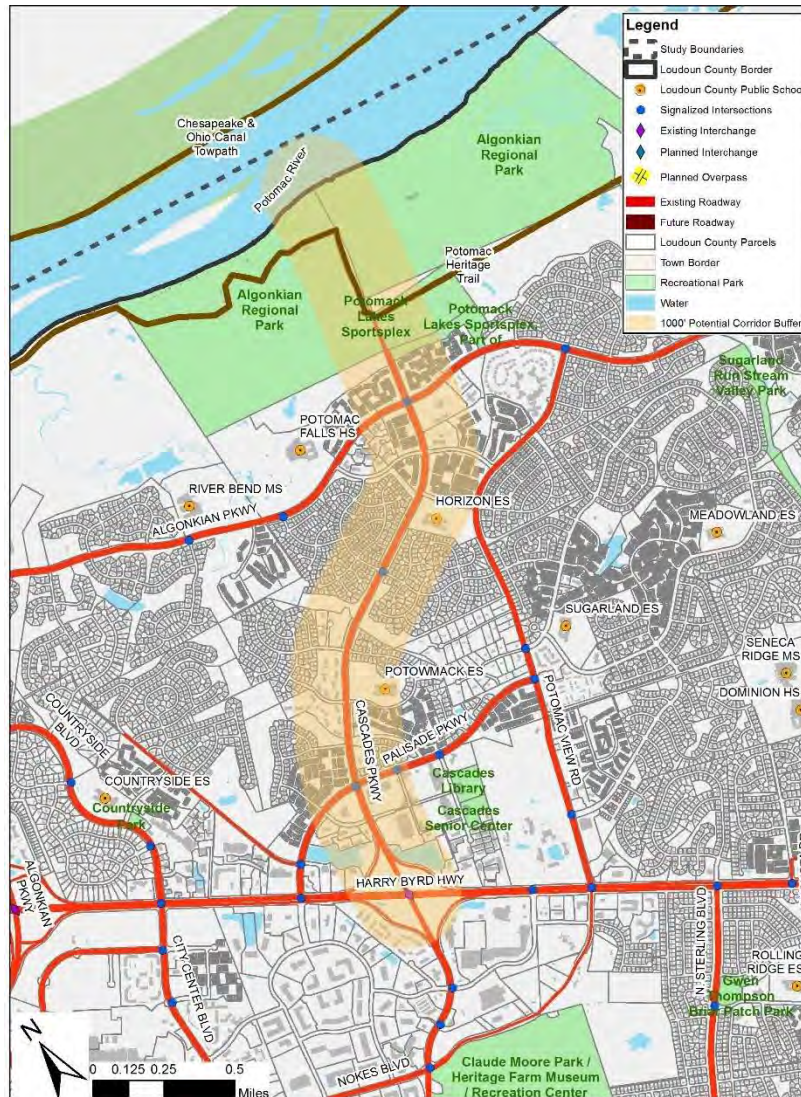 Legend
Study Boundaries
Loudoun County Border
Loudoun County Public School
Signalized Intersections
Existing Interchange
Planned Interchange
Planned Overpass
Existing Roadway
Future Roadway
Loudoun County Parcels
Town Border
Recreational Park
Water
1000' Potential Corridor Buffer
Chesapeake &
Ohio Canal
Towpath
Potomac River
Algonkian
Regional
Park
Potomac
Heritage
Trail
Algonkian
Regional
Park
Potomack
Lakes
Sportsplex
Potomack
Lakes Sportsplex,
Part of
Sugarland
Run Stream
Valley Park
POTOMAC
FALLS HS
RIVER BEND MS
ALGONKIAN PKWY
HORIZON ES
MEADOWLAND ES
SUGARLAND ES
SENECA
RIDGE MS
DOMINION HS
POTOWMACK ES
COUNTRYSIDE
BLVD
CASCADES PKWY
PALISADE PKWY
POTOMAC VIEW RD
COUNTRYSIDE ES
Countryside
Park
Cascades
Library
Cascades
Senior Center
ALGONKIAN
PKWY
HARRY BYRD HWY
CITY CENTER BLVD
N STERLING BLVD
ROLLING
RIDGE ES
Gwen
Thompson
Briar Patch Park
NOKES BLVD
Claude Moore Park /
Heritage Farm Museum
/ Recreation Center
N
0 0.125 0.25 0.5
Miles